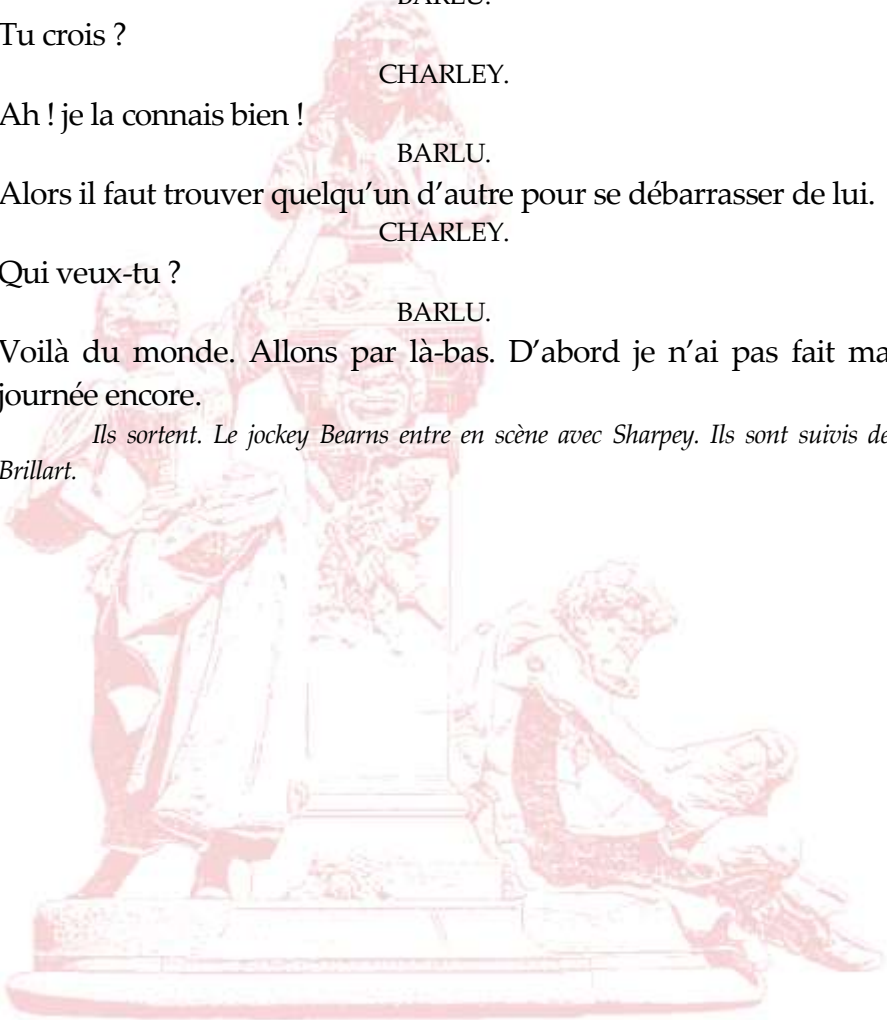 BARLU.
Tu crois ?
CHARLEY.
Ah ! je la connais bien !
BARLU.
Alors il faut trouver quelqu’un d’autre pour se débarrasser de lui.
CHARLEY.
Qui veux-tu ?
BARLU.
Voilà du monde. Allons par là-bas. D’abord je n’ai pas fait ma
journée encore.
Ils sortent. Le jockey Bearns entre en scène avec Sharpey. Ils sont suivis de
Brillart.